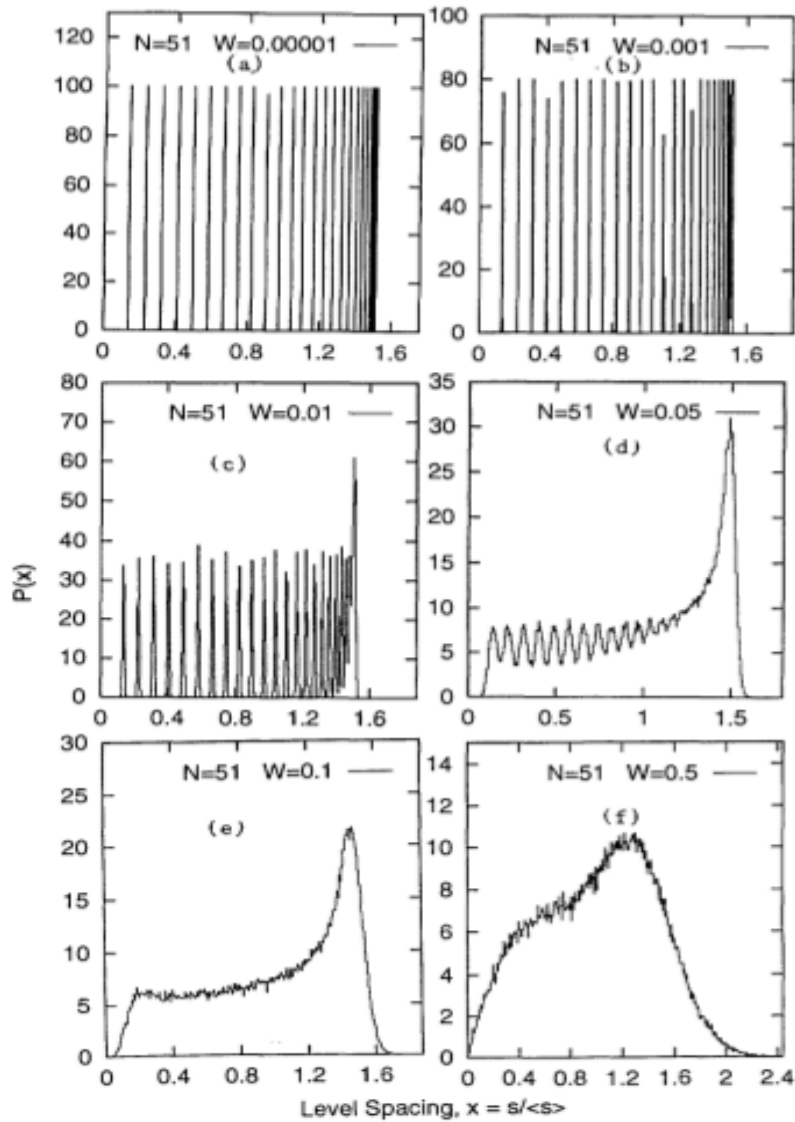 N=51 W=0.00001
(a)
120
100
80
60
40
20
0
0 0.4 0.8 1.2 1.6
N=51 W=0.001
(b)
100
80
60
40
20
0
0 0.4 0.8 1.2 1.6
N=51 W=0.01
(c)
80
70
60
50
40
30
20
10
0
0 0.4 0.8 1.2 1.6
N=51 W=0.05
(d)
35
30
25
20
15
10
5
0
0 0.5 1 1.5
P(x)
N=51 W=0.1
(e)
30
25
20
15
10
5
0
0 0.4 0.8 1.2 1.6
N=51 W=0.5
(f)
14
12
10
8
6
4
2
0
0 0.4 0.8 1.2 1.6 2 2.4
Level Spacing, x = s/<s>